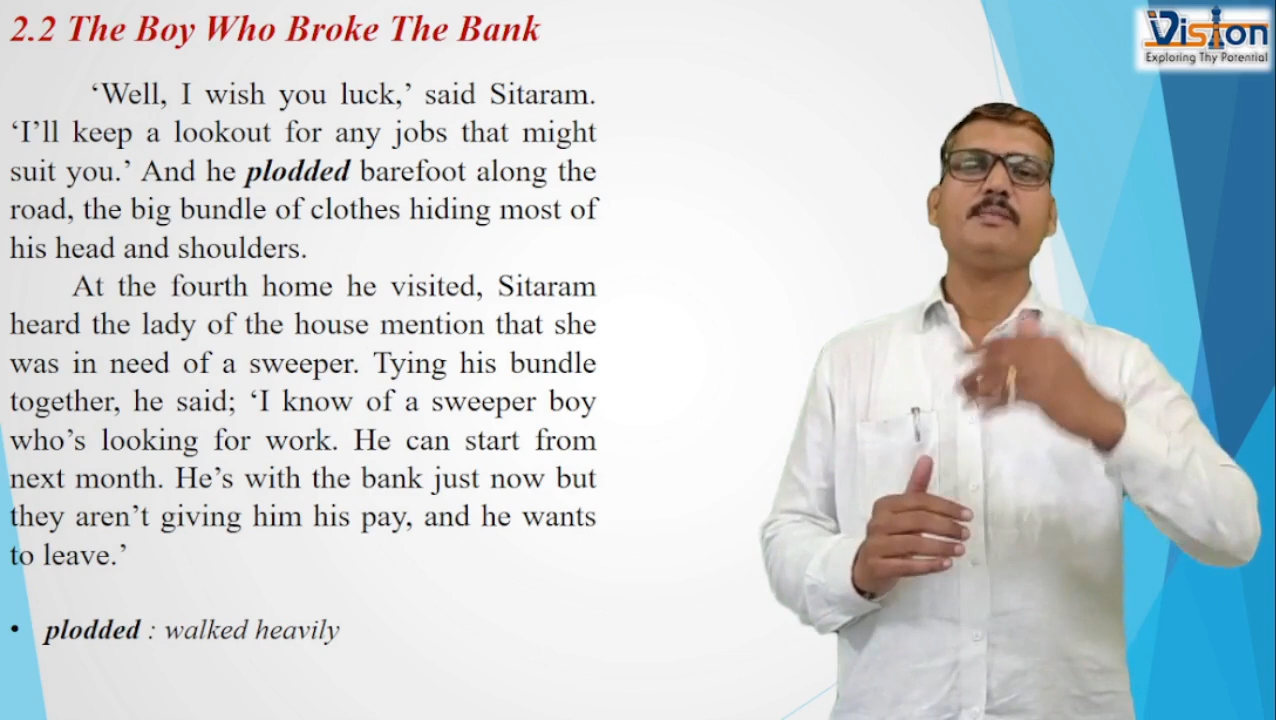 2.2 The Boy Who Broke The Bank
Vision
Exploring Thy Potential
‘Well, I wish you luck,’ said Sitaram.
‘I’ll keep a lookout for any jobs that might
suit you.’ And he plodded barefoot along the
road, the big bundle of clothes hiding most of
his head and shoulders.
At the fourth home he visited, Sitaram
heard the lady of the house mention that she
was in need of a sweeper. Tying his bundle
together, he said; ‘I know of a sweeper boy
who’s looking for work. He can start from
next month. He’s with the bank just now but
they aren’t giving him his pay, and he wants
to leave.’
• plodded : walked heavily